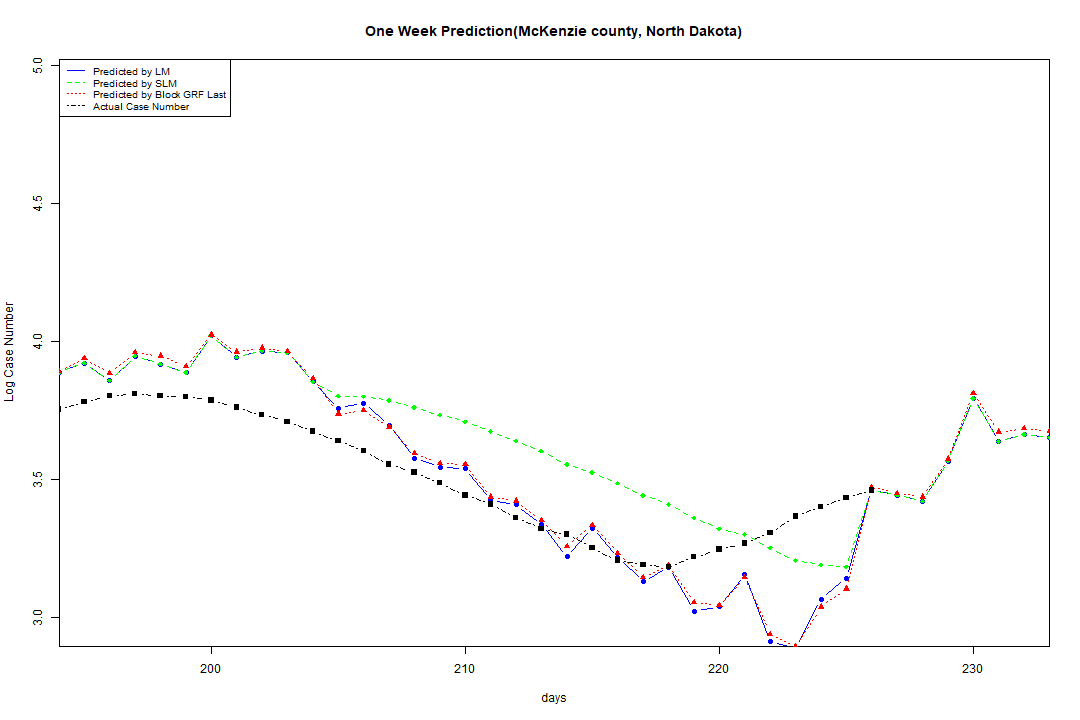 One Week Prediction(McKenzie county, North Dakota)
Predicted by LM
Predicted by SLM
Predicted by Block GRF Last
Actual Case Number
5.0
4.5
4.0
3.5
3.0
Log Case Number
200 210 220 230
days